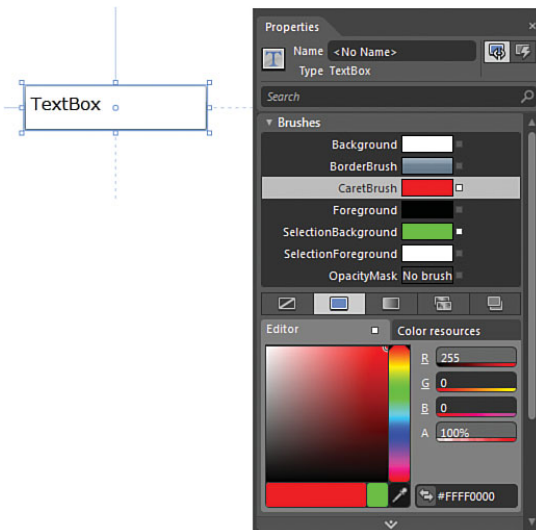 TextBox
Properties
Name <No Name>
Type TextBox
Search
Brushes
Background
BorderBrush
CaretBrush
Foreground
SelectionBackground
SelectionForeground
OpacityMask No brush
Editor Color resources
R 255
G 0
B 0
A 100%
#FFFF0000